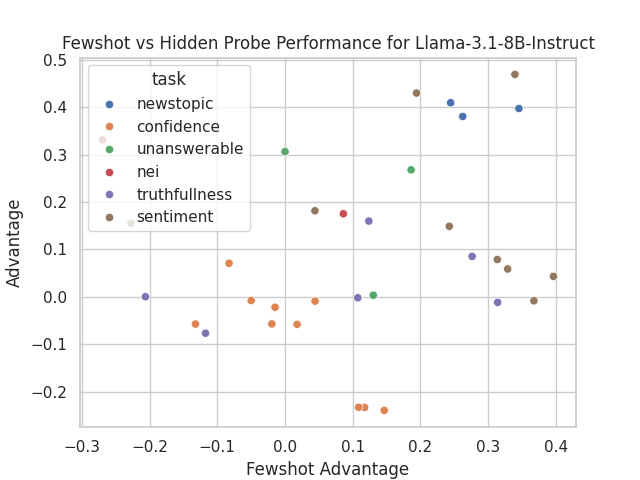 Fewshot vs Hidden Probe Performance for Llama-3.1-8B-Instruct
task
newstopic
confidence
unanswerable
nei
truthfullness
sentiment
Advantage
0.5
0.4
0.3
0.2
0.1
0.0
−0.1
−0.2
−0.3 −0.2 −0.1 0.0 0.1 0.2 0.3 0.4
Fewshot Advantage